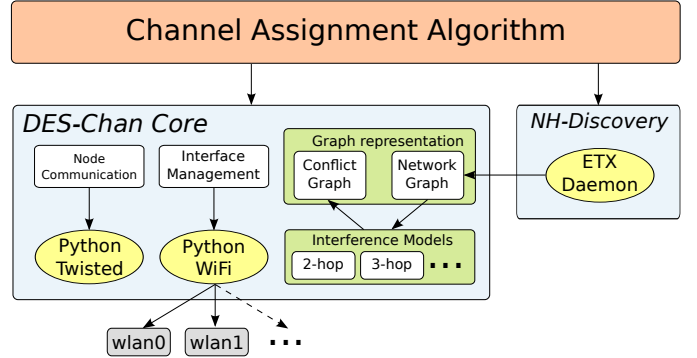 Channel Assignment Algorithm
DES-Chan Core
Node
Communication
Interface
Management
Python
Twisted
Python
WiFi
Graph representation
Conflict
Graph
Network
Graph
Interference Models
2-hop
3-hop
...
NH-Discovery
ETX
Daemon
wlan0
wlan1
...